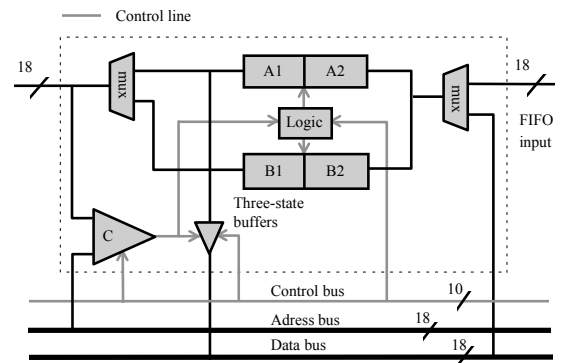 Control line
18
mux
A1 A2
Logic
B1 B2
mux
18
FIFO
input
Three-state
buffers
C
Control bus
10
Adress bus
18
Data bus
18